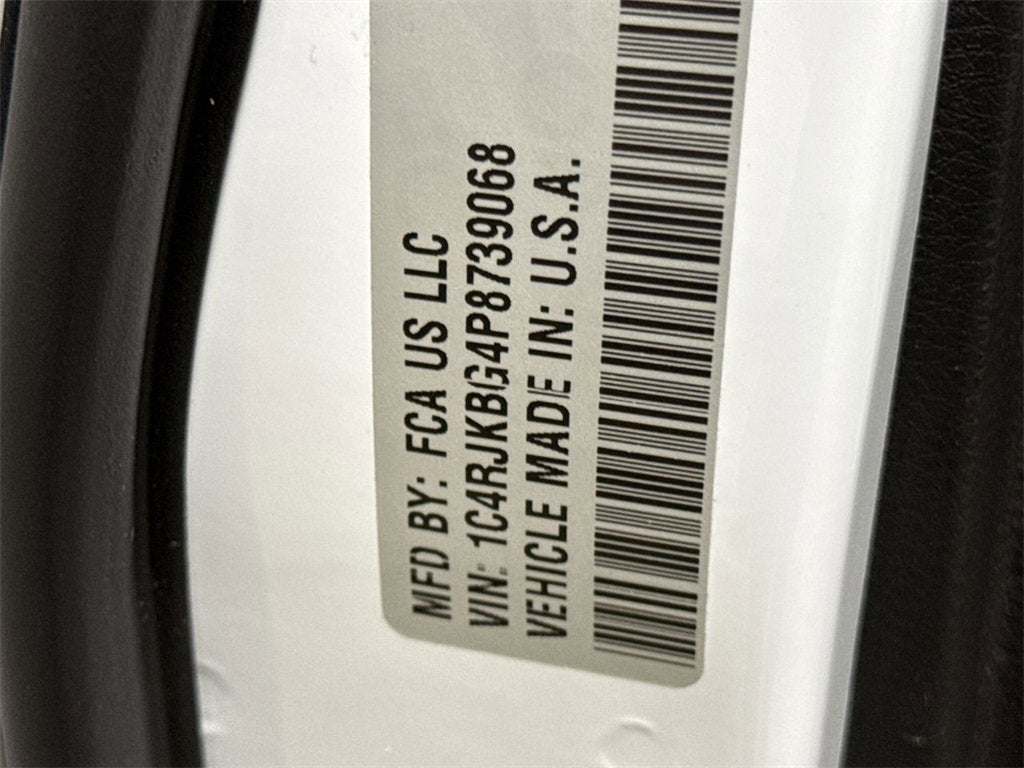 MFD BY: FCA US LLC
VIN: 1C4RJKBG4P8739068
VEHICLE MADE IN: U.S.A.